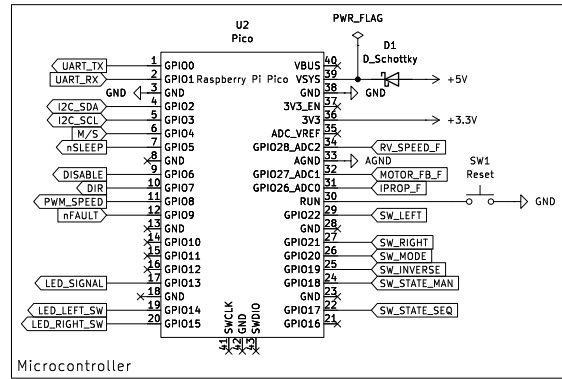 U2
Pico
PWR_FLAG
D1
D_Schottky
UART_TX 1 GPIO0 VBUS 40
UART_RX 2 GPIO1 Raspberry Pi Pico VSYS 39 +5V
GND 3 GND GND 38 GND
I2C_SDA 4 GPIO2 3V3_EN 37
I2C_SCL 5 GPIO3 3V3 36 +3.3V
M/S 6 GPIO4 ADC_VREF 35
nSLEEP 7 GPIO5 GPIO28_ADC2 34 RV_SPEED_F
8 GND AGND 33 AGND
DISABLE 9 GPIO6 GPIO27_ADC1 32 MOTOR_FB_F
DIR 10 GPIO7 GPIO26_ADC0 31 IPROP_F
SW1
Reset
PWM_SPEED 11 GPIO8 RUN 30 GND
nFAULT 12 GPIO9 GPIO22 29 SW_LEFT
13 GND GND 28
14 GPIO10 GPIO21 27 SW_RIGHT
15 GPIO11 GPIO20 26 SW_MODE
16 GPIO12 GPIO19 25 SW_INVERSE
LED_SIGNAL 17 GPIO13 GPIO18 24 SW_STATE_MAN
18 GND GND 23
LED_LEFT_SW 19 GPIO14 GPIO17 22 SW_STATE_SEQ
LED_RIGHT_SW 20 GPIO15 GPIO16 21
SWCLK GND SWDIO
41 42 43
Microcontroller